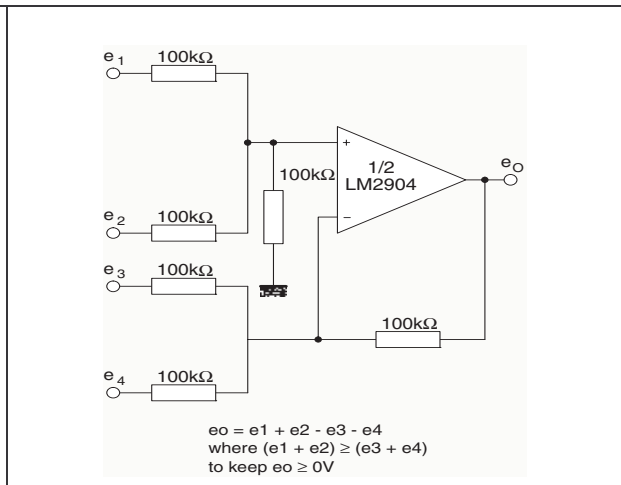 e1
100kΩ
+
1/2
LM2904
eO
100kΩ
e2
100kΩ
−
e3
100kΩ
100kΩ
e4
100kΩ
eo = e1 + e2 - e3 - e4
where (e1 + e2) ≥ (e3 + e4)
to keep eo ≥ 0V